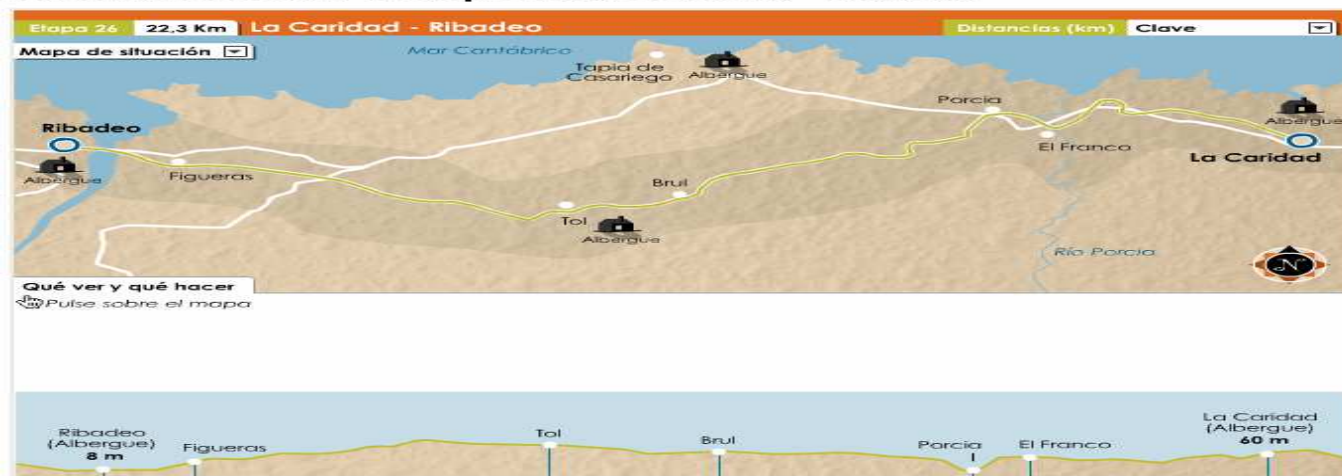 Etapa 26 22,3 Km La Caridad - Ribadeo Distancias (km) Clave
Mapa de situación
Mar Cantábrico
Tapia de
Casariego
Albergue
Porcia
Albergue
Ribadeo
El Franco
La Caridad
Albergue
Figueras
Brul
Tol
Albergue
Río Porcia
N
Qué ver y qué hacer
Pulse sobre el mapa
Ribadeo
(Albergue)
8 m
Figueras
Tol
Brul
Porcia
El Franco
La Caridad
(Albergue)
60 m